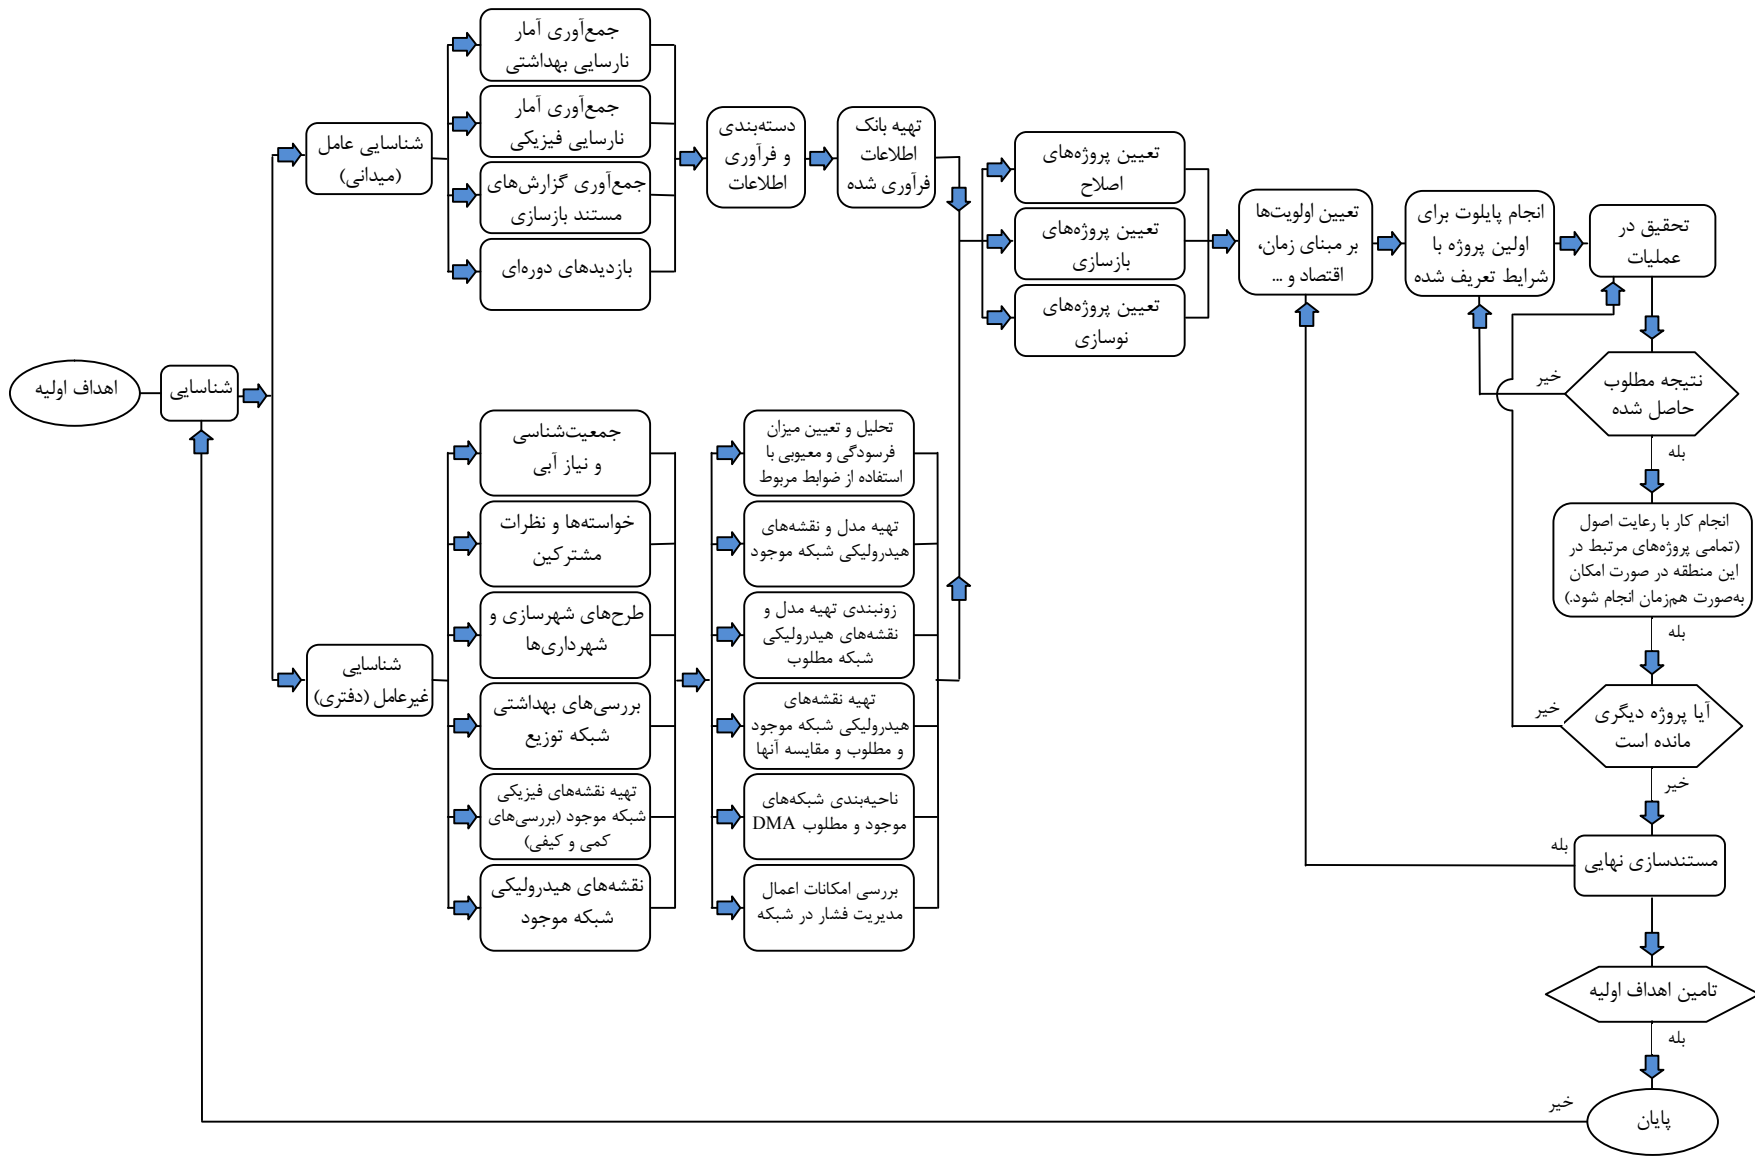 اهداف اولیه
شناسایی
شناسایی عامل
(میدانی)
جمع‌آوری آمار
نارسایی بهداشتی
جمع‌آوری آمار
نارسایی فیزیکی
جمع‌آوری گزارش‌های
مستند بازسازی
بازدیدهای دوره‌ای
دسته‌بندی
و فرآوری
اطلاعات
تهیه بانک
اطلاعات
فرآوری شده
شناسایی
غیرعامل (دفتری)
جمعیت‌شناسی
و نیاز آبی
خواسته‌ها و نظرات
مشترکین
طرح‌های شهرسازی و
شهرداری‌ها
بررسی‌های بهداشتی
شبکه توزیع
تهیه نقشه‌های فیزیکی
شبکه موجود (بررسی‌های
کمی و کیفی)
نقشه‌های هیدرولیکی
شبکه موجود
تحلیل و تعیین میزان
فرسودگی و معیوبی با
استفاده از ضوابط مربوط
تهیه مدل و نقشه‌های
هیدرولیکی شبکه موجود
زونبندی تهیه مدل و
نقشه‌های هیدرولیکی
شبکه مطلوب
تهیه نقشه‌های
هیدرولیکی شبکه موجود
و مطلوب و مقایسه آنها
ناحیه‌بندی شبکه‌های
موجود و مطلوب DMA
بررسی امکانات اعمال
مدیریت فشار در شبکه
تعیین پروژه‌های
اصلاح
تعیین پروژه‌های
بازسازی
تعیین پروژه‌های
نوسازی
تعیین اولویت‌ها
بر مبنای زمان،
اقتصاد و ...
انجام پایلوت برای
اولین پروژه با
شرایط تعریف شده
تحقیق در
عملیات
نتیجه مطلوب
حاصل شده
خیر
بله
انجام کار با رعایت اصول
(تمامی پروژه‌های مرتبط در
این منطقه در صورت امکان
به‌صورت هم‌زمان انجام شود.)
بله
آیا پروژه دیگری
مانده است
خیر
خیر
مستندسازی نهایی
بله
تامین اهداف اولیه
بله
خیر
پایان